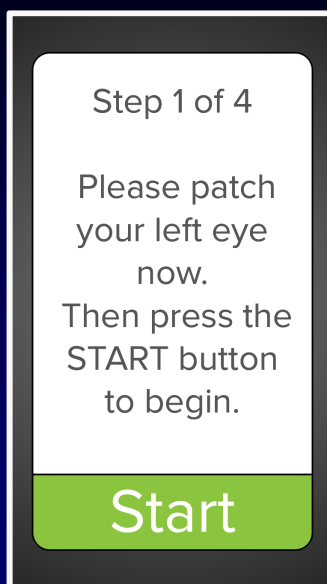 Step 1 of 4
Please patch
your left eye
now.
Then press the
START button
to begin.
Start